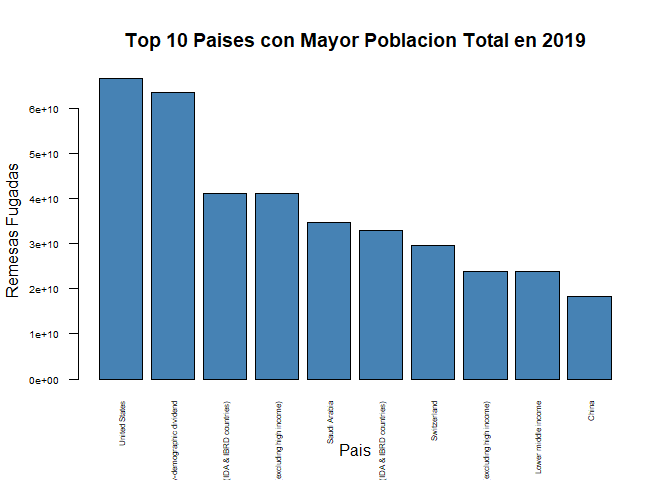 Top 10 Paises con Mayor Poblacion Total en 2019
Remesas Fugadas
6e+10
5e+10
4e+10
3e+10
2e+10
1e+10
0e+00
United States
y-demographic dividend
(IDA & IBRD countries)
excluding high income)
Saudi Arabia
(IDA & IBRD countries)
Switzerland
excluding high income)
Lower middle income
China
Pais